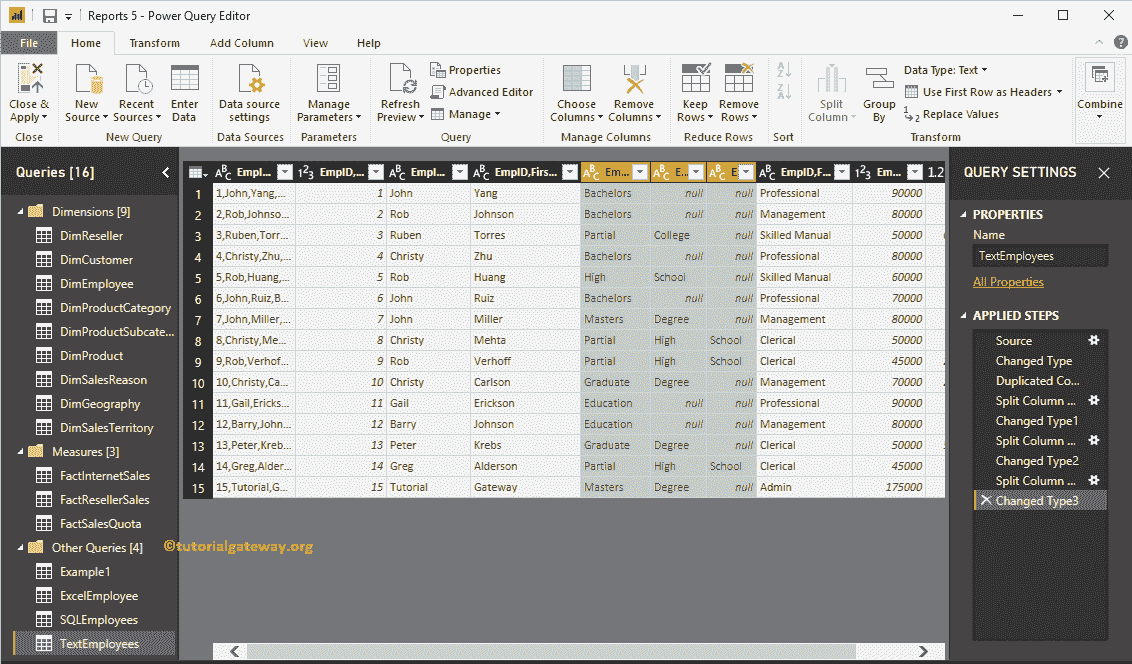 Reports 5 - Power Query Editor
File Home Transform Add Column View Help
Close & Apply New Source Recent Sources Enter Data Data source settings Manage Parameters Refresh Preview Properties Advanced Editor Manage Choose Columns Remove Columns Keep Rows Remove Rows Split Column Group By Data Type: Text Use First Row as Headers Replace Values Combine
Close New Query Data Sources Parameters Query Manage Columns Reduce Rows Sort Transform
Queries [16]
Dimensions [9]
DimReseller
DimCustomer
DimEmployee
DimProductCategory
DimProductSubcate...
DimProduct
DimSalesReason
DimGeography
DimSalesTerritory
Measures [3]
FactInternetSales
FactResellerSales
FactSalesQuota
Other Queries [4]
Example1
ExcelEmployee
SQLEmployees
TextEmployees
ABC Empl... 123 EmpID,... ABC Empl... ABC EmpID,Firs... ABC Em... ABC E... ABC E... ABC EmpID,F... 123 Em... 1.2
1 1,John,Yang,... 1 John Yang Bachelors null null Professional 90000
2 2,Rob,Johnso... 2 Rob Johnson Bachelors null null Management 80000
3 3,Ruben,Torr... 3 Ruben Torres Partial College null Skilled Manual 50000
4 4,Christy,Zhu,... 4 Christy Zhu Bachelors null null Professional 80000
5 5,Rob,Huang,... 5 Rob Huang High School null Skilled Manual 60000
6 6,John,Ruiz,B... 6 John Ruiz Bachelors null null Professional 70000
7 7,John,Miller,... 7 John Miller Masters Degree null Management 80000
8 8,Christy,Me... 8 Christy Mehta Partial High School Clerical 50000
9 9,Rob,Verhof... 9 Rob Verhoff Partial High School Clerical 45000
10 10,Christy,Ca... 10 Christy Carlson Graduate Degree null Management 70000
11 11,Gail,Ericks... 11 Gail Erickson Education null null Professional 90000
12 12,Barry,John... 12 Barry Johnson Education null null Management 80000
13 13,Peter,Kreb... 13 Peter Krebs Graduate Degree null Clerical 50000
14 14,Greg,Alder... 14 Greg Alderson Partial High School Clerical 45000
15 15,Tutorial,G... 15 Tutorial Gateway Masters Degree null Admin 175000
©tutorialgateway.org
QUERY SETTINGS
PROPERTIES
Name
TextEmployees
All Properties
APPLIED STEPS
Source
Changed Type
Duplicated Co...
Split Column ...
Changed Type1
Split Column ...
Changed Type2
Split Column ...
Changed Type3